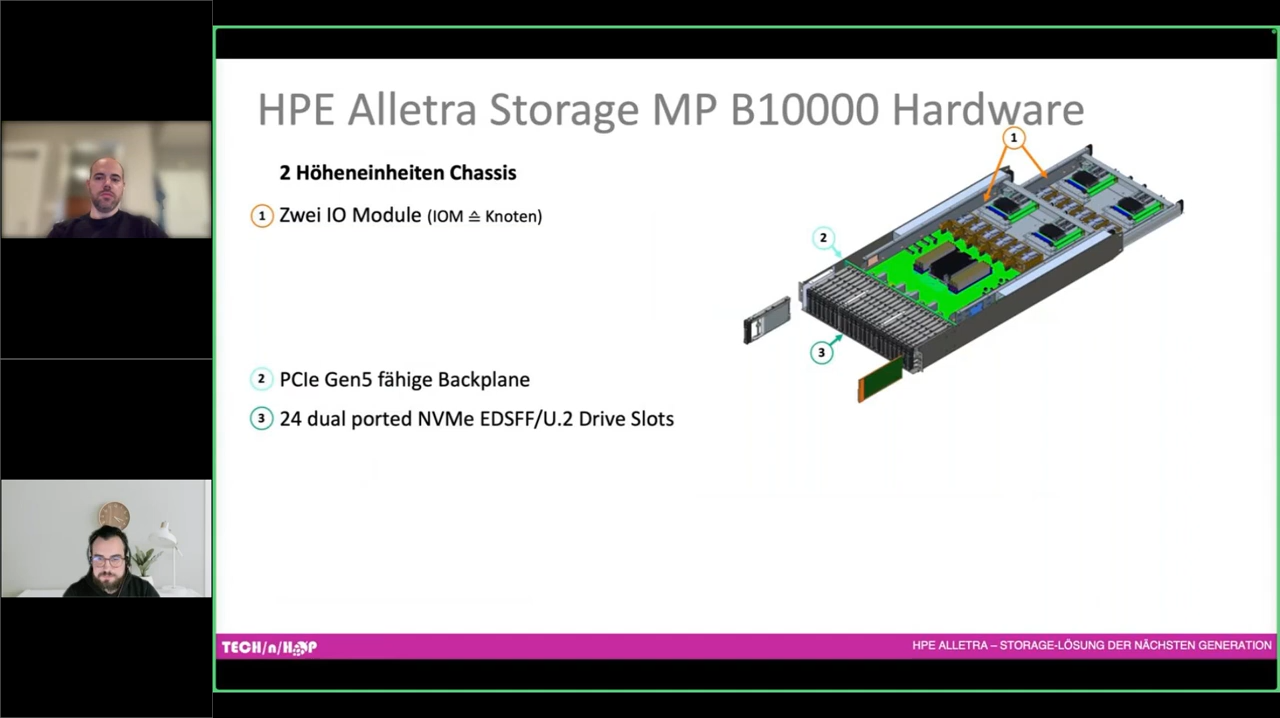 HPE Alletra Storage MP B10000 Hardware
2 Höheneinheiten Chassis
1 Zwei IO Module (IOM ≙ Knoten)
2 PCIe Gen5 fähige Backplane
3 24 dual ported NVMe EDSFF/U.2 Drive Slots
1
2
3
TECH/n/HOP
HPE ALLETRA – STORAGE-LÖSUNG DER NÄCHSTEN GENERATION